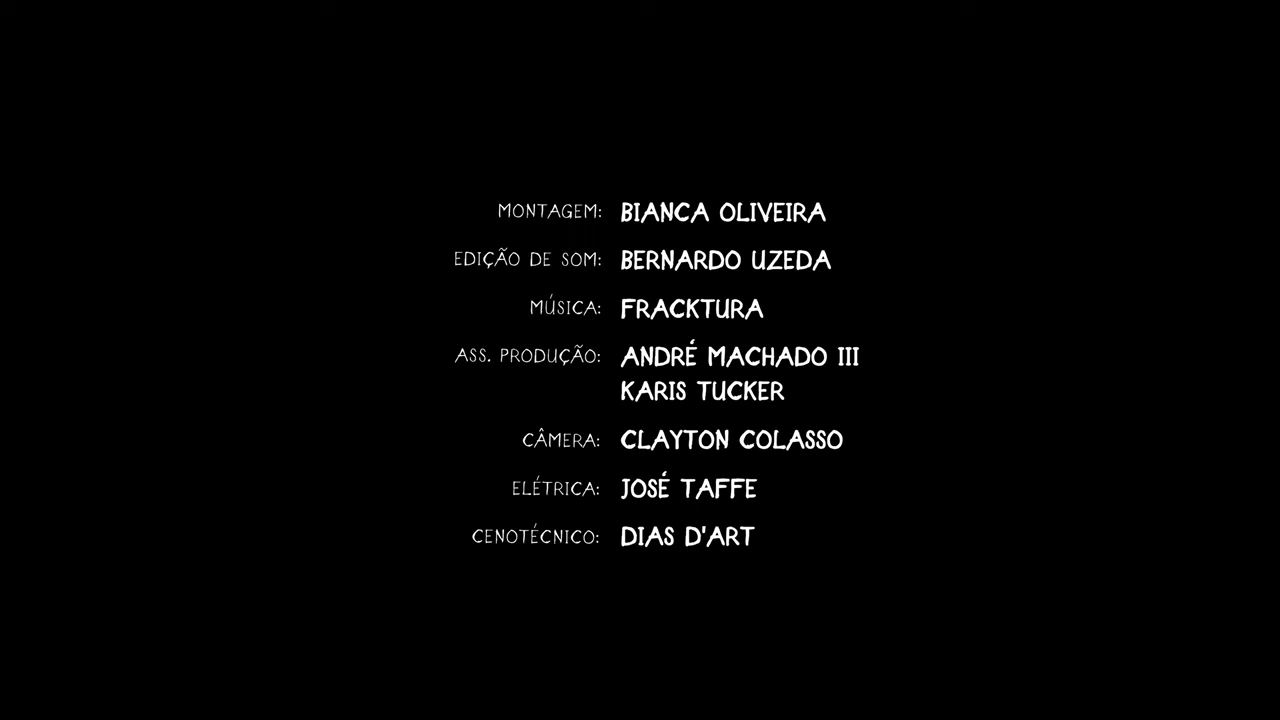 MONTAGEM: BIANCA OLIVEIRA
EDIÇÃO DE SOM: BERNARDO UZEDA
MÚSICA: FRACKTURA
ASS. PRODUÇÃO: ANDRÉ MACHADO III
KARIS TUCKER
CÂMERA: CLAYTON COLASSO
ELÉTRICA: JOSÉ TAFFE
CENOTÉCNICO: DIAS D'ART